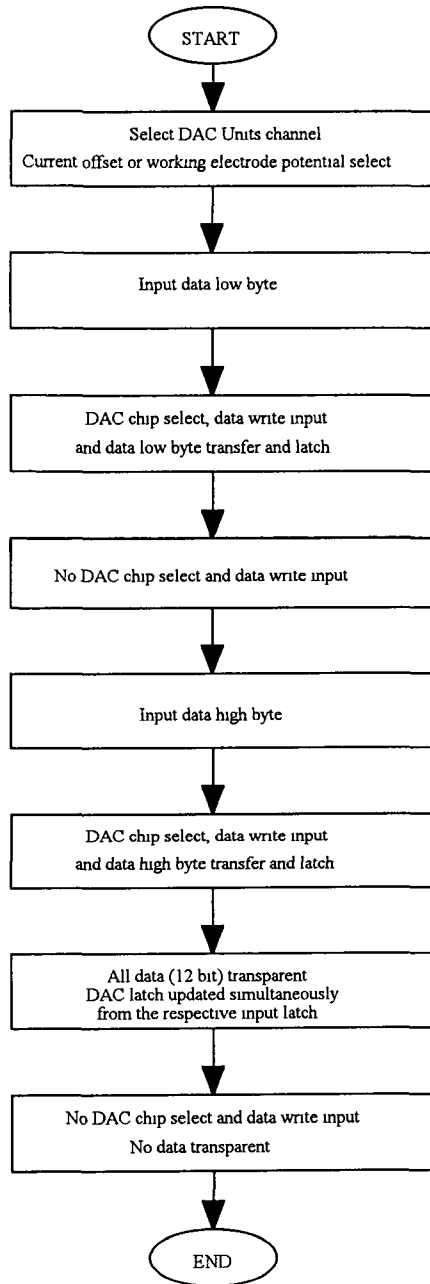 START
Select DAC Units channel
Current offset or working electrode potential select
Input data low byte
DAC chip select, data write input
and data low byte transfer and latch
No DAC chip select and data write input
Input data high byte
DAC chip select, data write input
and data high byte transfer and latch
All data (12 bit) transparent
DAC latch updated simultaneously
from the respective input latch
No DAC chip select and data write input
No data transparent
END